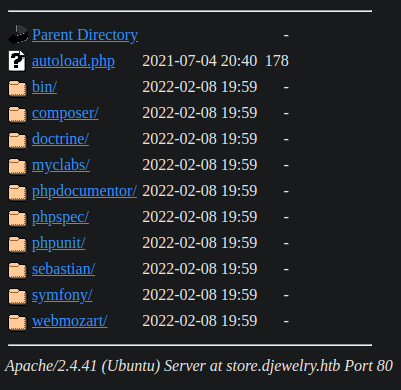 Parent Directory -
autoload.php 2021-07-04 20:40 178
bin/ 2022-02-08 19:59 -
composer/ 2022-02-08 19:59 -
doctrine/ 2022-02-08 19:59 -
myclabs/ 2022-02-08 19:59 -
phpdocumentor/ 2022-02-08 19:59 -
phpspec/ 2022-02-08 19:59 -
phpunit/ 2022-02-08 19:59 -
sebastian/ 2022-02-08 19:59 -
symfony/ 2022-02-08 19:59 -
webmozart/ 2022-02-08 19:59 -
Apache/2.4.41 (Ubuntu) Server at store.djewelry.htb Port 80